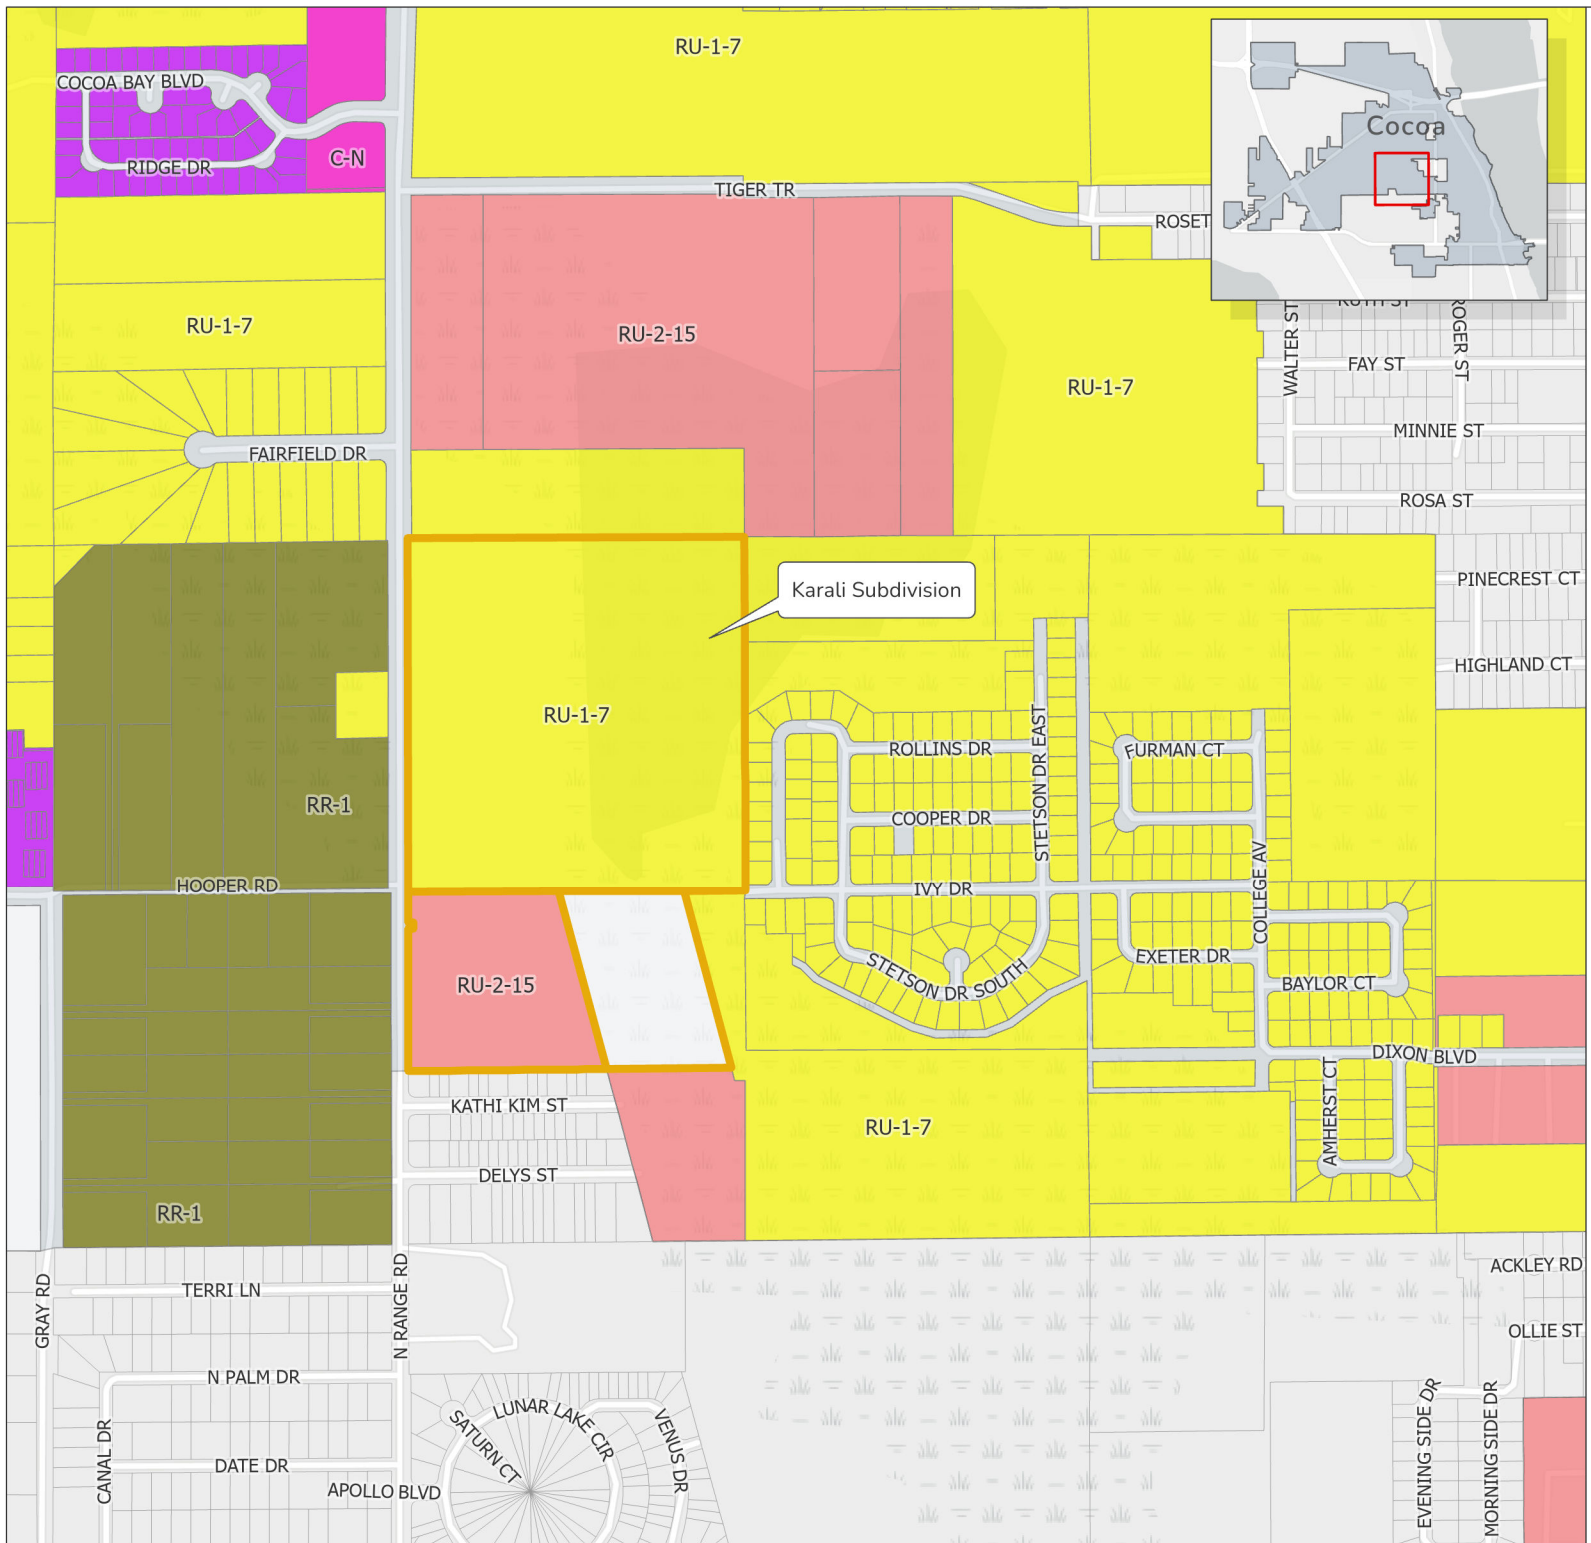 RU-1-7
COCOA BAY BLVD
Cocoa
C-N
RIDGE DR
TIGER TR
ROSET
RUTH ST
RU-1-7
RU-2-15
WALTER ST
ROGER ST
FAY ST
RU-1-7
MINNIE ST
FAIRFIELD DR
ROSA ST
Karali Subdivision
PINECREST CT
HIGHLAND CT
RU-1-7
STETSON DR EAST
ROLLINS DR
FURMAN CT
RR-1
COOPER DR
COLLEGE AV
HOOPER RD
IVY DR
RU-2-15
STETSON DR SOUTH
EXETER DR
BAYLOR CT
DIXON BLVD
AMHERST CT
KATHI KIM ST
RU-1-7
DELYS ST
RR-1
GRAY RD
TERRI LN
N RANGE RD
ACKLEY RD
OLLIE ST
N PALM DR
CANAL DR
SATURN CT
LUNAR LAKE CIR
VENUS DR
EVENING SIDE DR
MORNING SIDE DR
DATE DR
APOLLO BLVD